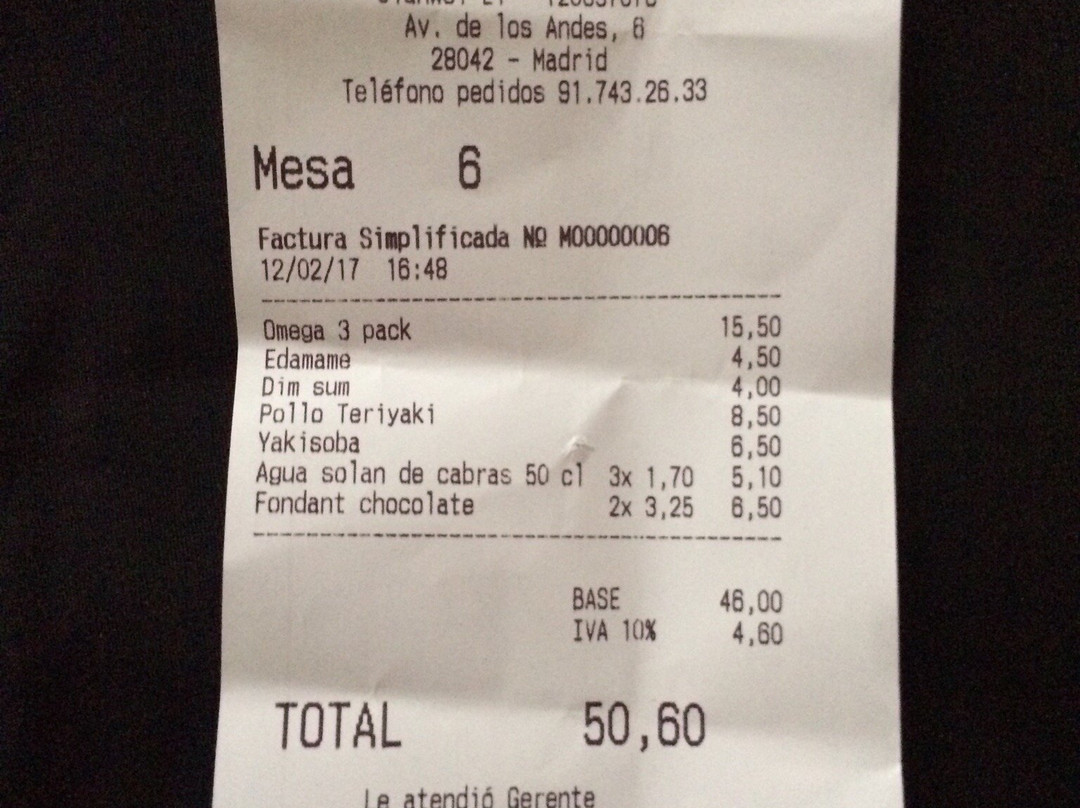 Av. de los Andes, 6
28042 - Madrid
Teléfono pedidos 91.743.26.33
Mesa 6
Factura Simplificada Nº M00000006
12/02/17 16:48
Omega 3 pack 15,50
Edamame 4,50
Dim sum 4,00
Pollo Teriyaki 8,50
Yakisoba 6,50
Agua solan de cabras 50 cl 3x 1,70 5,10
Fondant chocolate 2x 3,25 6,50
BASE 46,00
IVA 10% 4,60
TOTAL 50,60
Le atendió Gerente